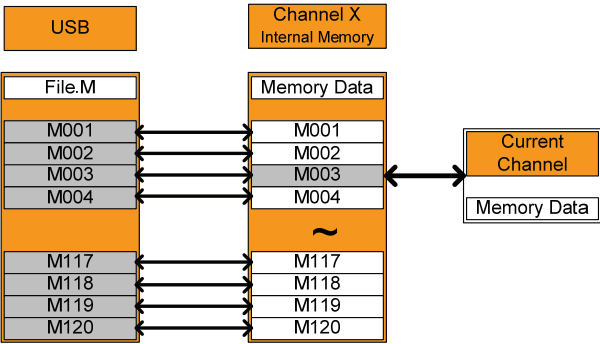 USB
Channel X
Internal Memory
File.M
M001
M002
M003
M004
M117
M118
M119
M120
Memory Data
M001
M002
M003
M004
~
M117
M118
M119
M120
Current
Channel
Memory Data